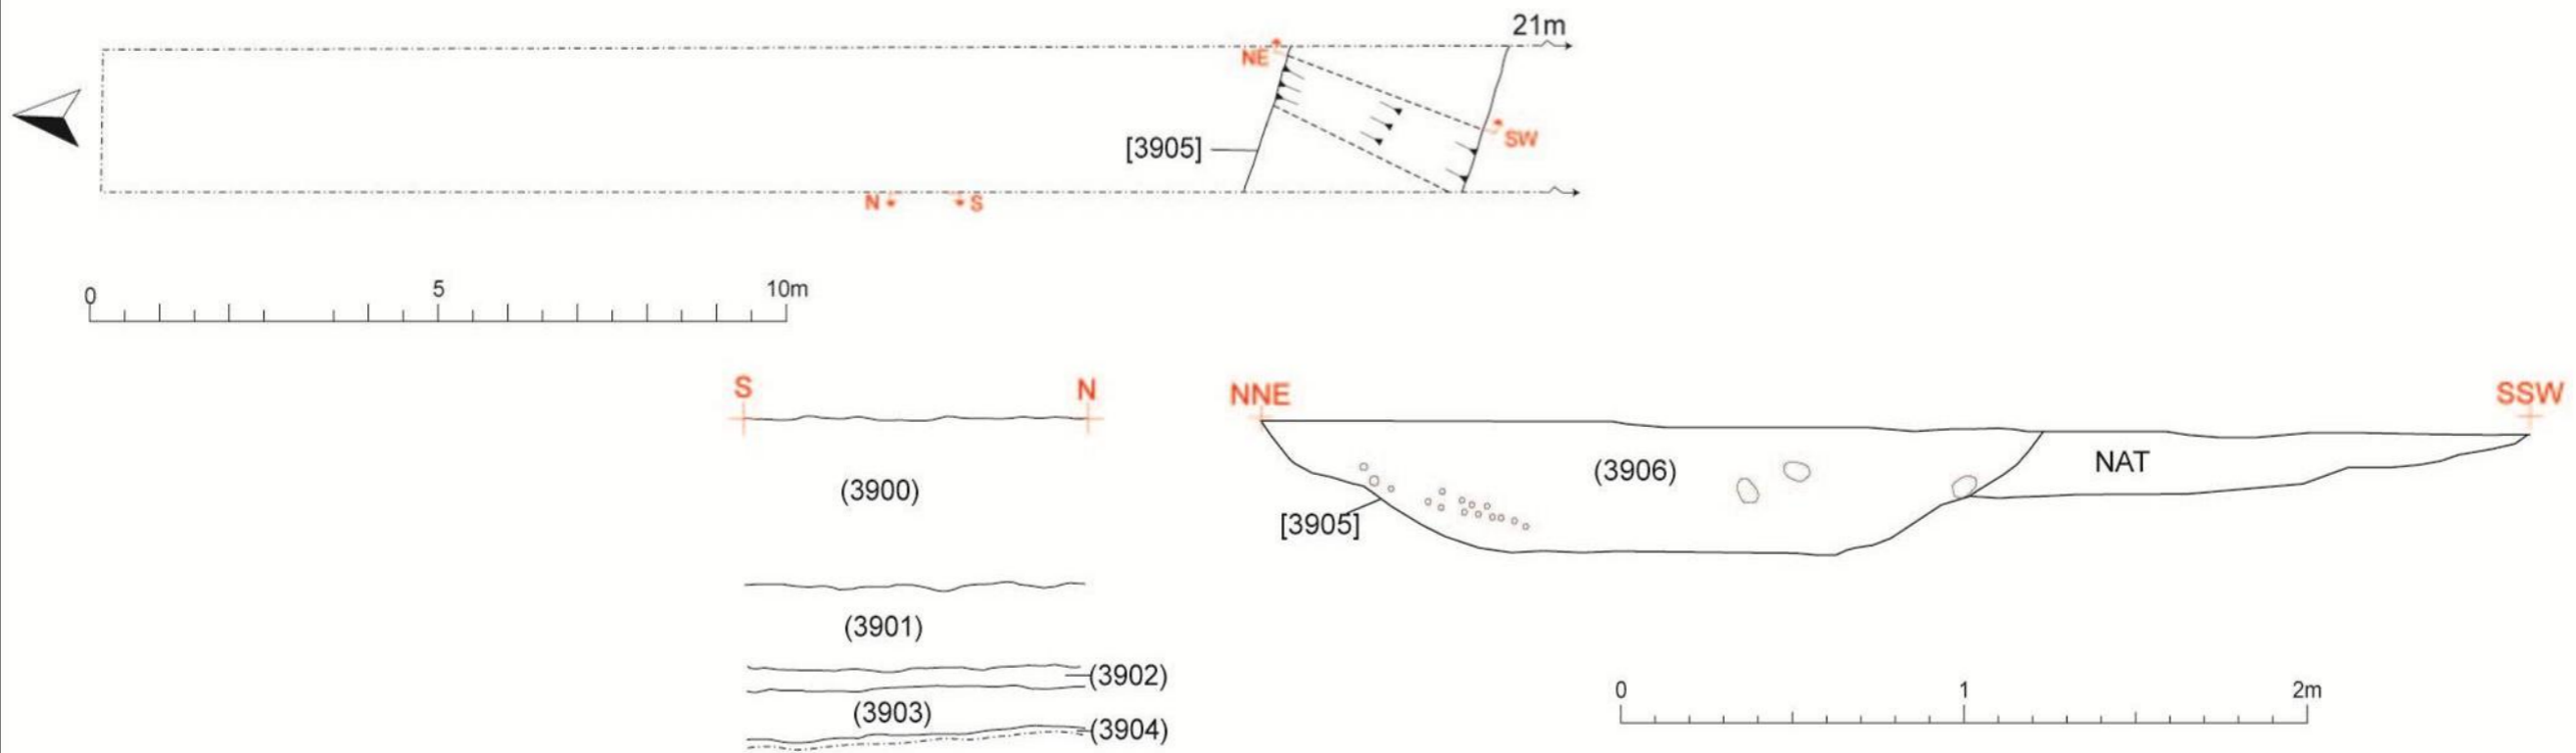 21m
NE
SW
[3905]
N S
0 5 10m
S N
(3900)
(3901)
(3902)
(3903)
(3904)
NNE SSW
(3906)
NAT
[3905]
0 1 2m